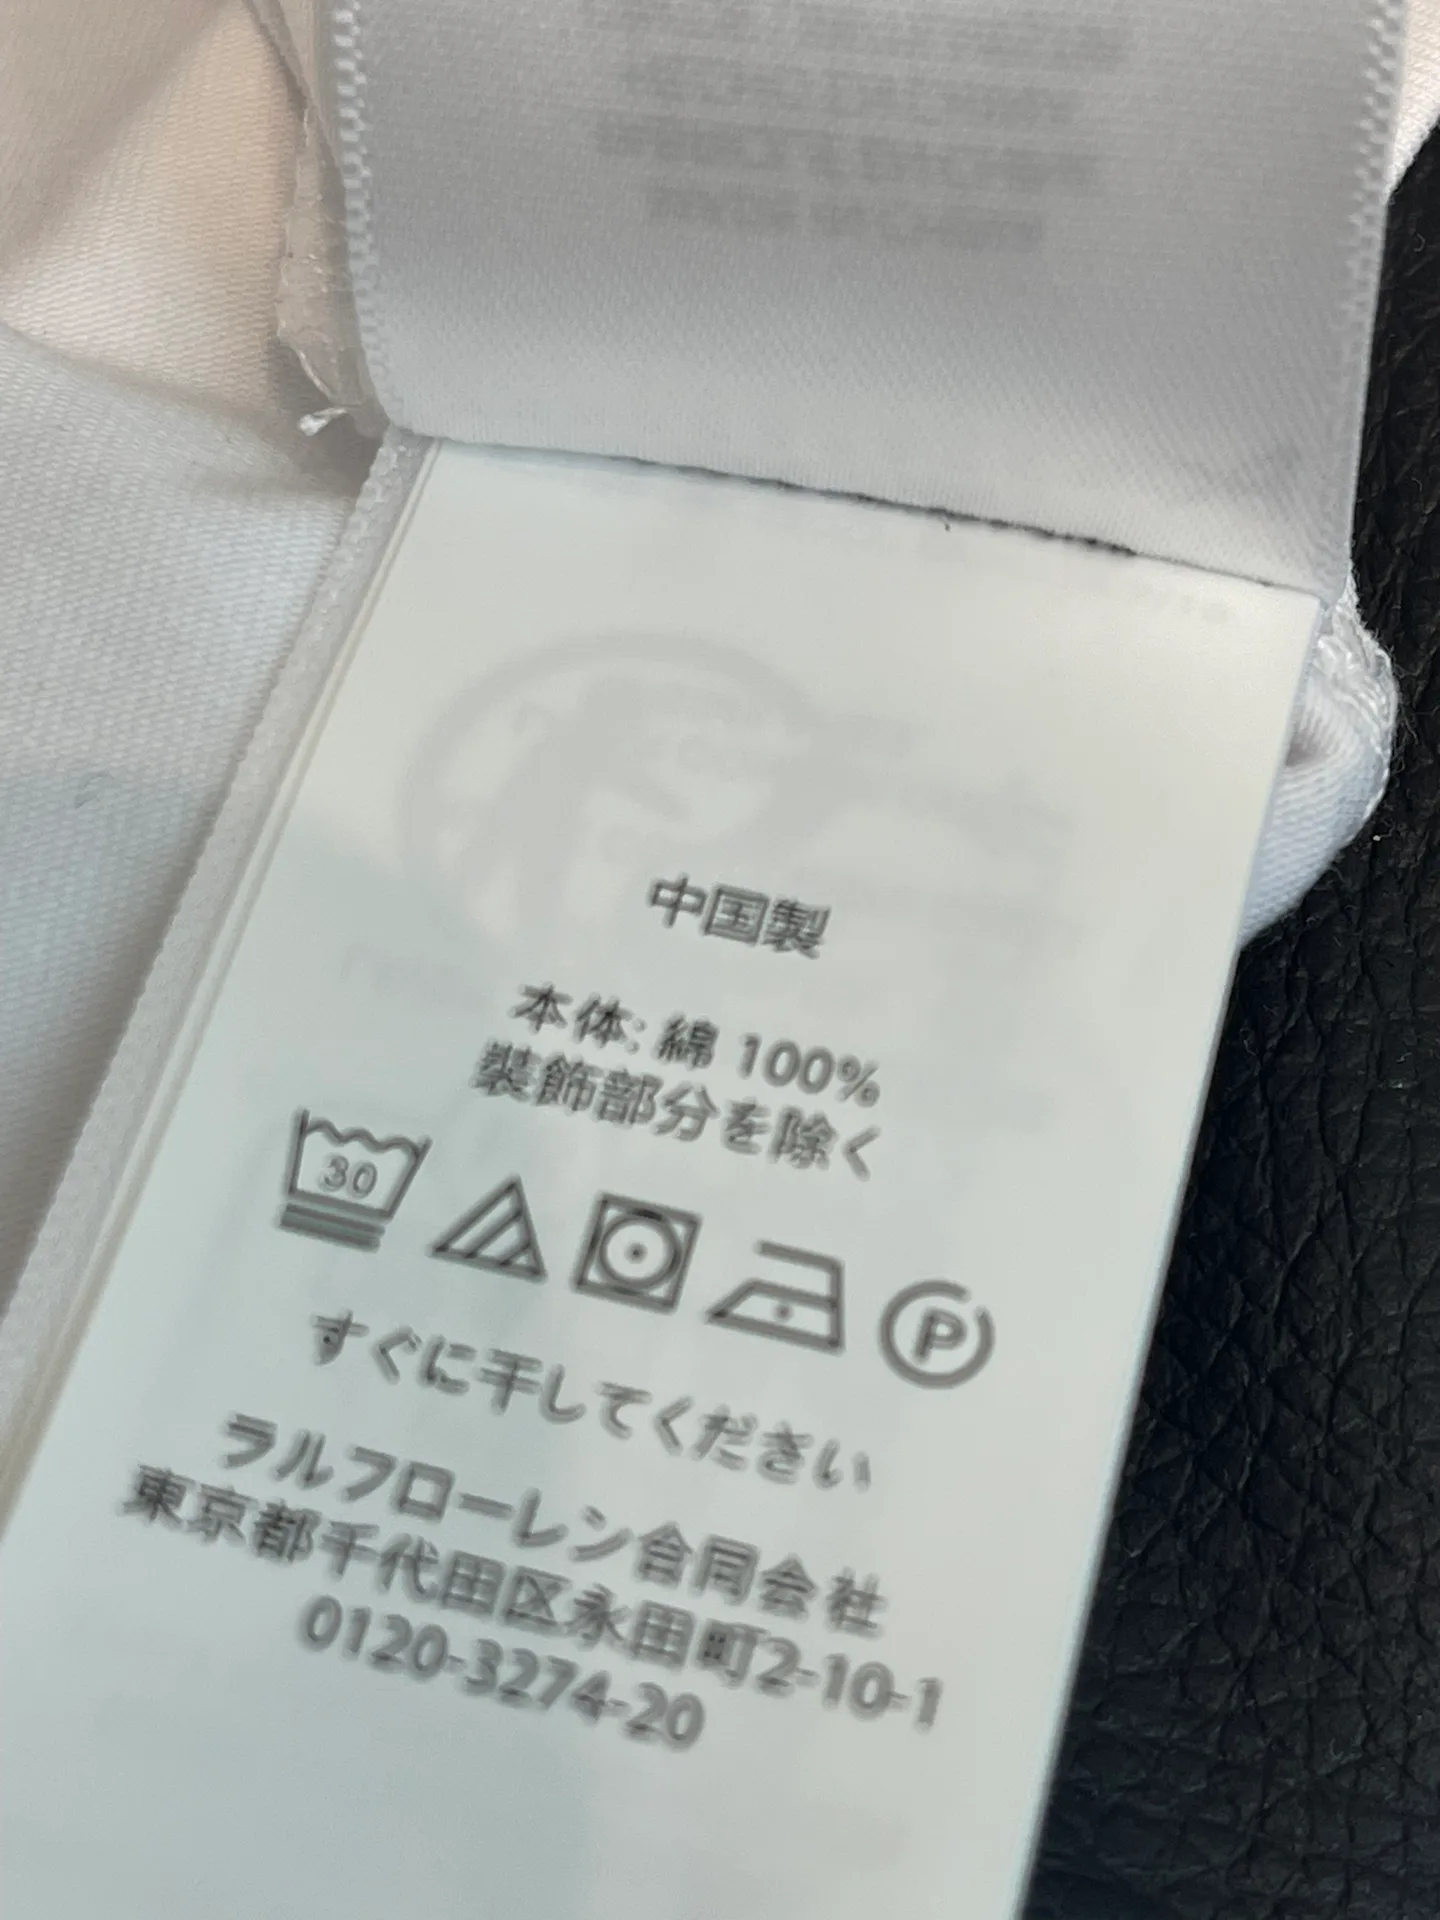 中国製
本体: 綿 100%
装飾部分を除く
30
P
すぐに干してください
ラルフローレン合同会社
東京都千代田区永田町2-10-1
0120-3274-20